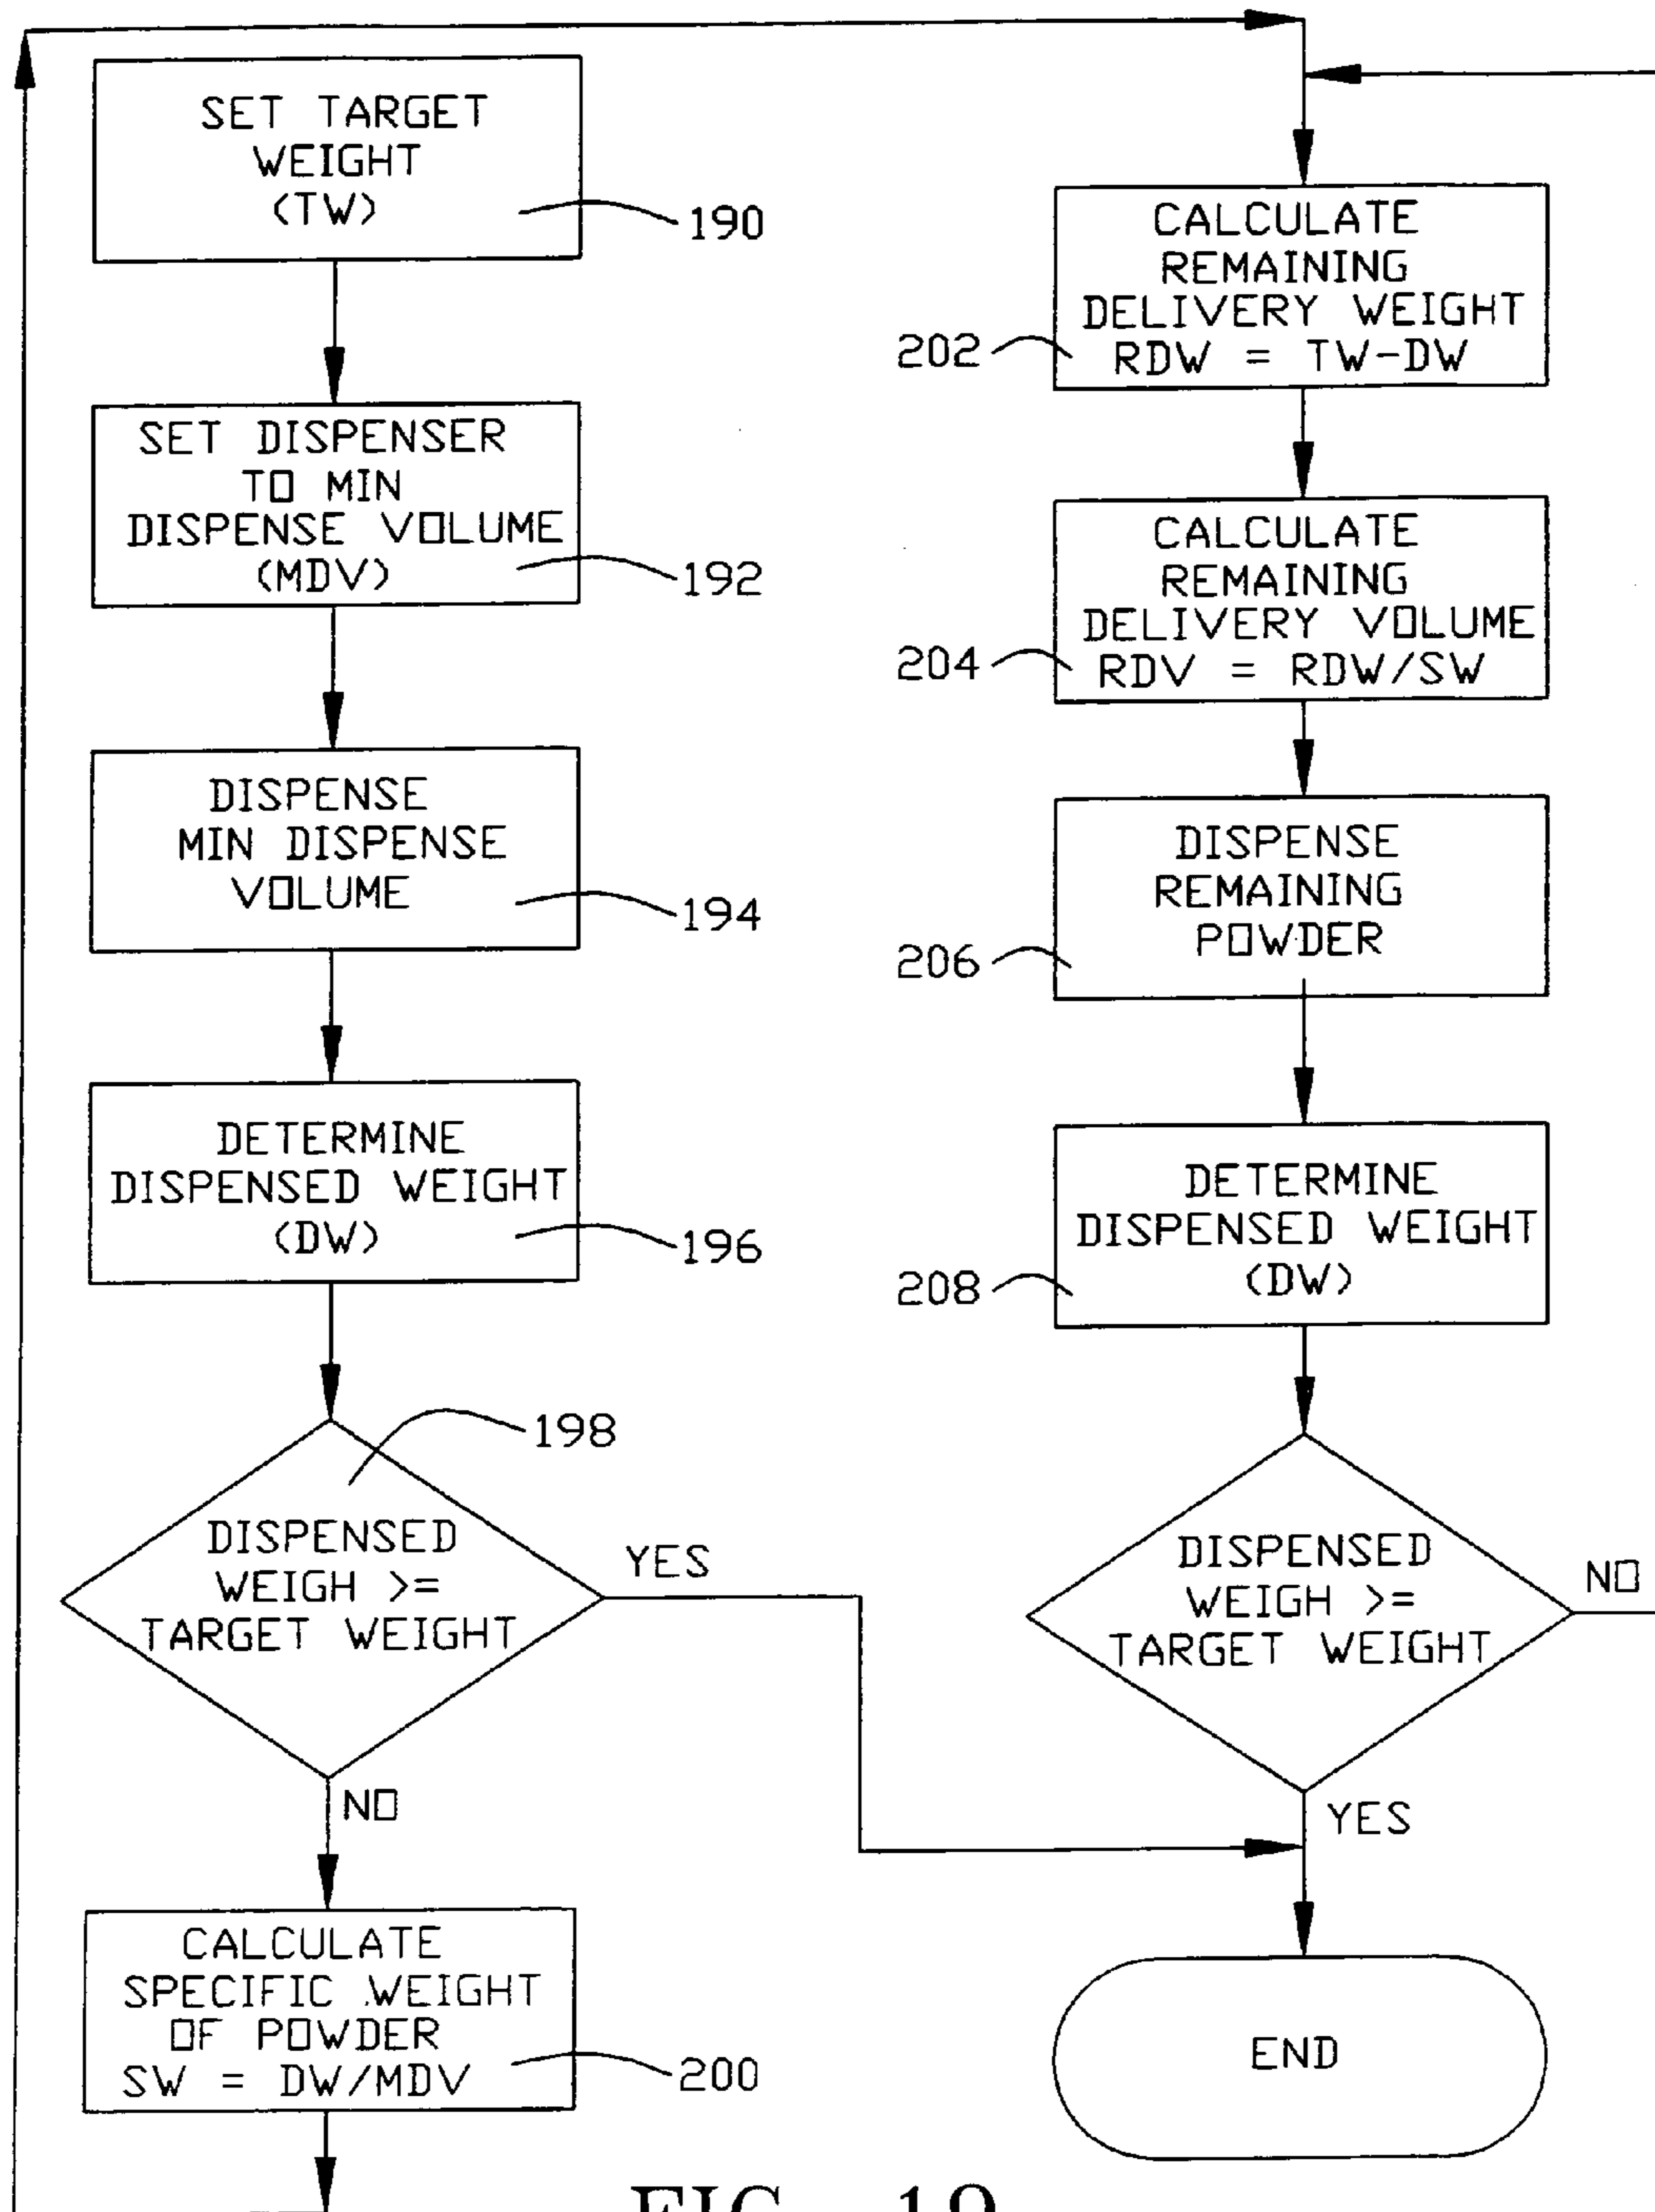 SET TARGET
WEIGHT
(TW)
190
SET DISPENSER
TO MIN
DISPENSE VOLUME
(MDV)
192
DISPENSE
MIN DISPENSE
VOLUME
194
DETERMINE
DISPENSED WEIGHT
(DW)
196
198
DISPENSED
WEIGH >=
TARGET WEIGHT
YES
NO
CALCULATE
SPECIFIC WEIGHT
OF POWDER
SW = DW/MDV
200
CALCULATE
REMAINING
DELIVERY WEIGHT
RDW = TW-DW
202
CALCULATE
REMAINING
DELIVERY VOLUME
RDV = RDW/SW
204
DISPENSE
REMAINING
POWDER
206
DETERMINE
DISPENSED WEIGHT
(DW)
208
DISPENSED
WEIGH >=
TARGET WEIGHT
NO
YES
END